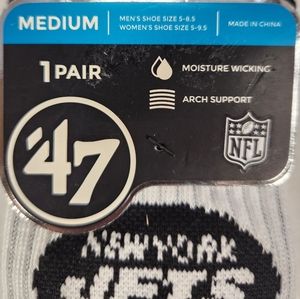 MEDIUM
MEN'S SHOE SIZE 5-8.5
WOMEN'S SHOE SIZE 5-9.5
MADE IN CHINA
1 PAIR
MOISTURE WICKING
ARCH SUPPORT
'47
NFL
NEW YORK
JETS